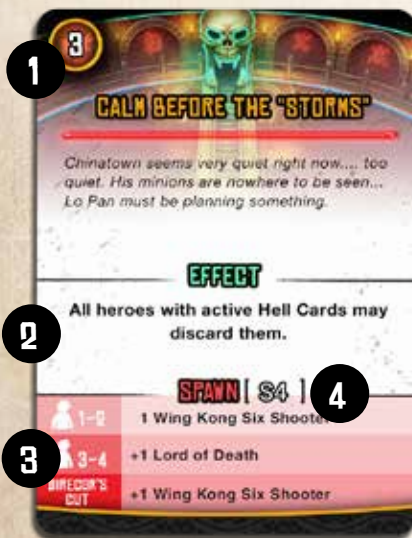 3
1
CALM BEFORE THE "STORMS"
Chinatown seems very quiet right now.... too
quiet. His minions are nowhere to be seen...
Lo Pan must be planning something.
EFFECT
2
All heroes with active Hell Cards may
discard them.
SPAWN [ S4 ]
4
1-2 1 Wing Kong Six Shooter
3
3-4 +1 Lord of Death
DIRECOR'S
CUT
+1 Wing Kong Six Shooter